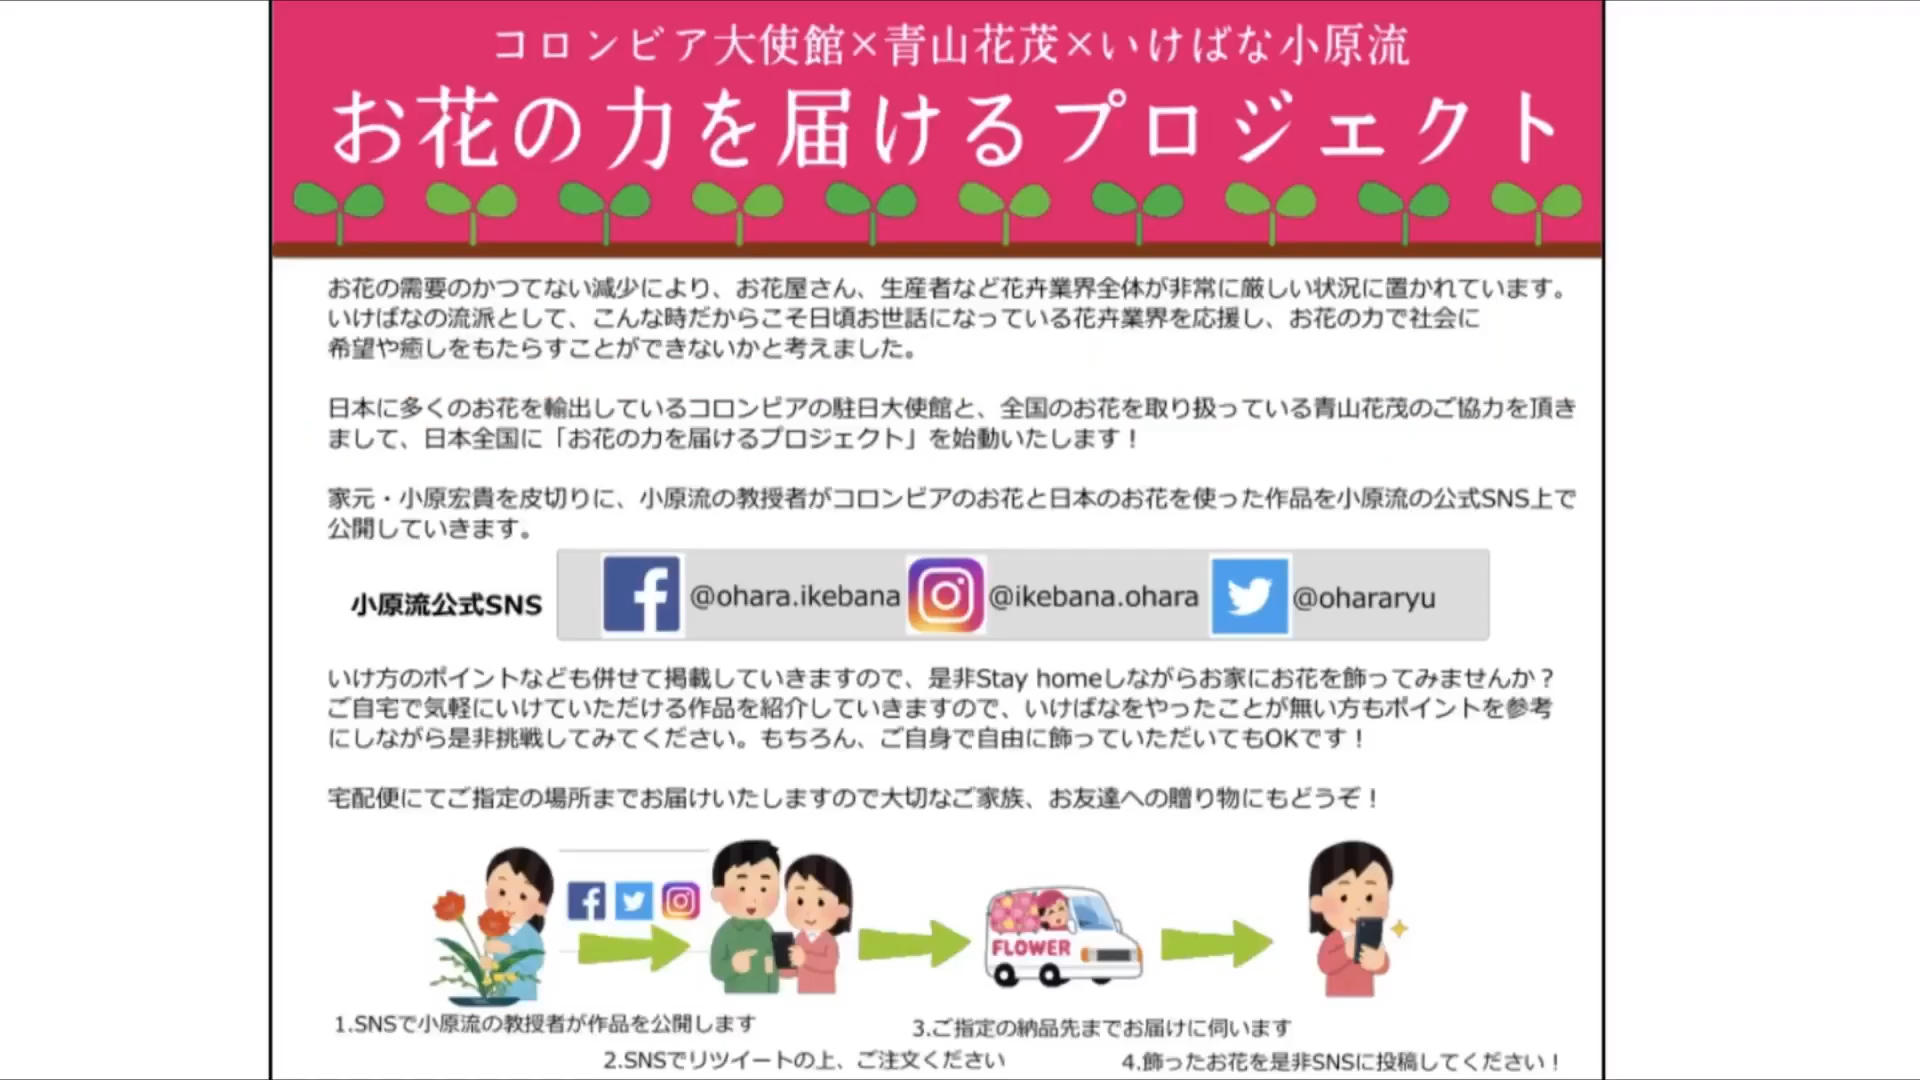 コロンビア大使館×青山花茂×いけばな小原流
お花の力を届けるプロジェクト
お花の需要のかつてない減少により、お花屋さん、生産者など花卉業界全体が非常に厳しい状況に置かれています。
いけばなの流派として、こんな時だからこそ日頃お世話になっている花卉業界を応援し、お花の力で社会に
希望や癒しをもたらすことができないかと考えました。
日本に多くのお花を輸出しているコロンビアの駐日大使館と、全国のお花を取り扱っている青山花茂のご協力を頂き
まして、日本全国に「お花の力を届けるプロジェクト」を始動いたします！
家元・小原宏貴を皮切りに、小原流の教授者がコロンビアのお花と日本のお花を使った作品を小原流の公式SNS上で
公開していきます。
小原流公式SNS @ohara.ikebana @ikebana.ohara @ohararyu
いけ方のポイントなども併せて掲載していきますので、是非Stay homeしながらお家にお花を飾ってみませんか？
ご自宅で気軽にいけていただける作品を紹介していきますので、いけばなをやったことが無い方もポイントを参考
にしながら是非挑戦してみてください。もちろん、ご自身で自由に飾っていただいてもOKです！
宅配便にてご指定の場所までお届けいたしますので大切なご家族、お友達への贈り物にもどうぞ！
FLOWER
1.SNSで小原流の教授者が作品を公開します
2.SNSでリツイートの上、ご注文ください
3.ご指定の納品先までお届けに伺います
4.飾ったお花を是非SNSに投稿してください！